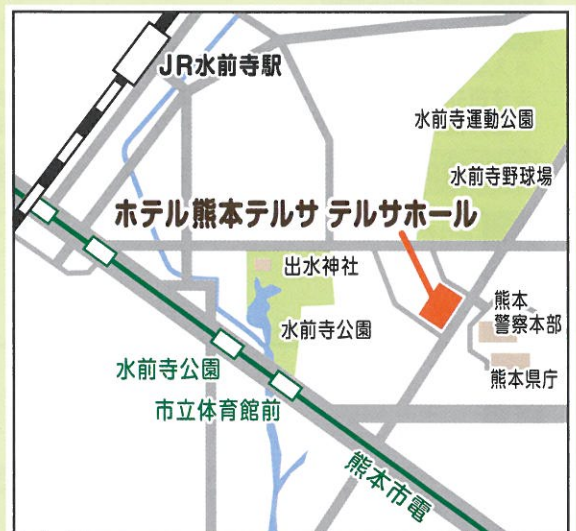 JR水前寺駅
水前寺運動公園
水前寺野球場
ホテル熊本テルサ テルサホール
出水神社
熊本
警察本部
水前寺公園
熊本県庁
水前寺公園
市立体育館前
熊本市電